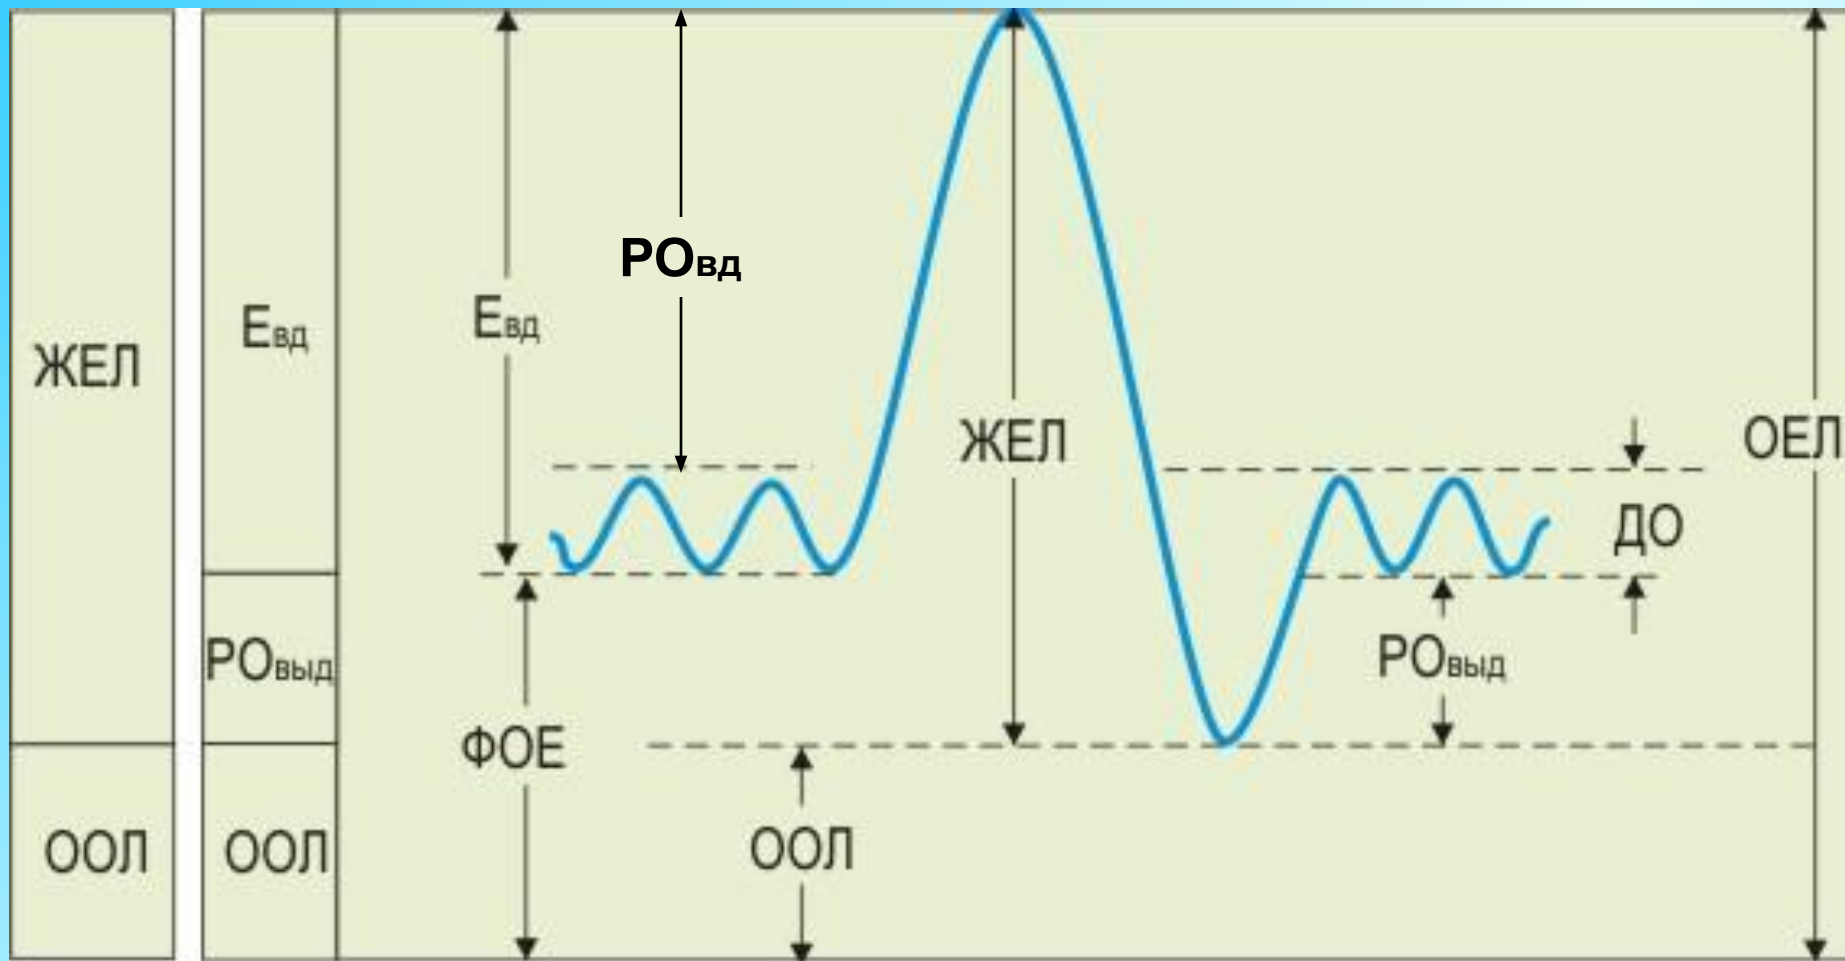 ЖЕЛ
ООЛ
Евд
РОвыд
ООЛ
Евд
РОвд
ФОЕ
ООЛ
ЖЕЛ
РОвыд
ДО
ОЕЛ